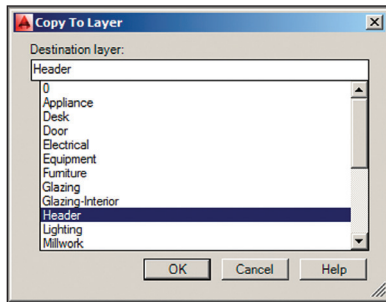 Copy To Layer
Destination layer:
Header
0
Appliance
Desk
Door
Electrical
Equipment
Furniture
Glazing
Glazing-Interior
Header
Lighting
Millwork
OK Cancel Help